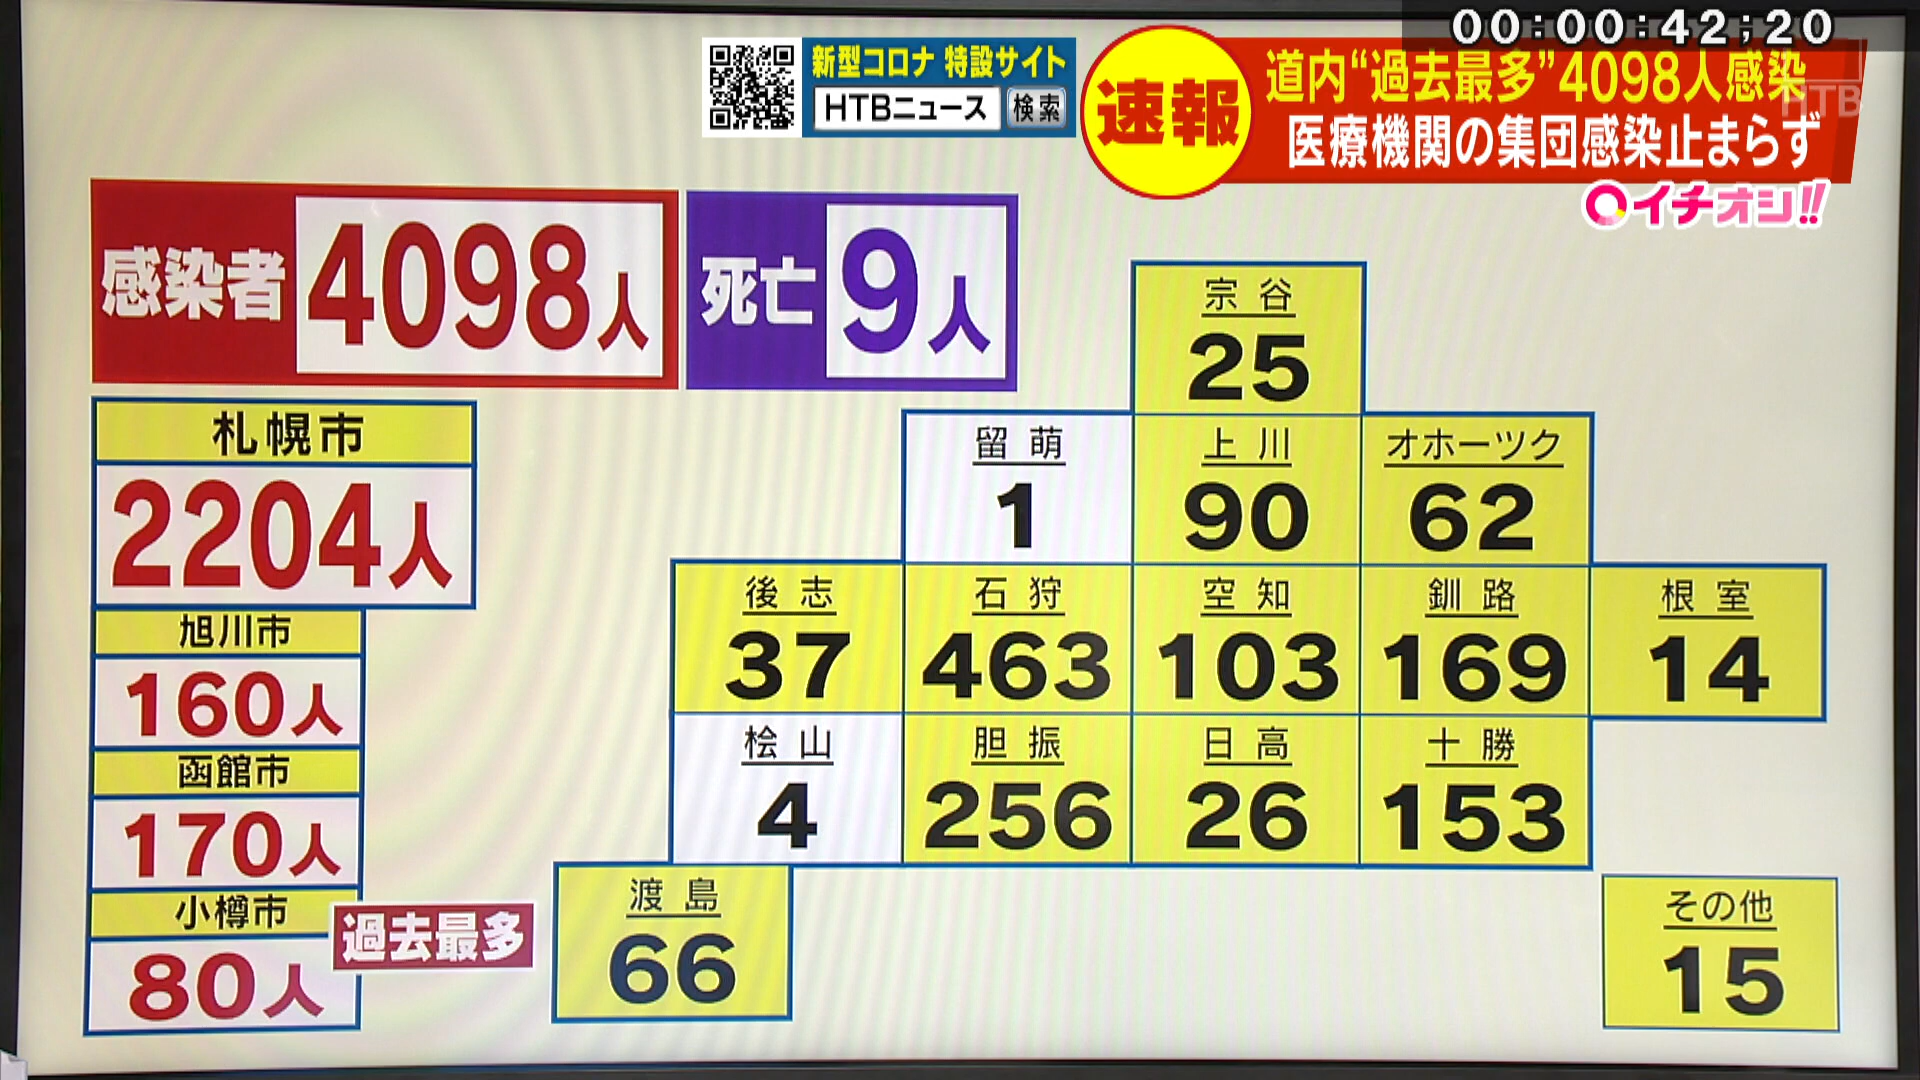 00:00:42;20
新型コロナ 特設サイト
HTBニュース 検索
速報
道内“過去最多”4098人感染
医療機関の集団感染止まらず
HTB
イチオシ!!
感染者 4098人
死亡 9人
札幌市
2204人
旭川市
160人
函館市
170人
小樽市
80人
過去最多
宗谷
25
留萌
1
上川
90
オホーツク
62
後志
37
石狩
463
空知
103
釧路
169
根室
14
桧山
4
胆振
256
日高
26
十勝
153
渡島
66
その他
15